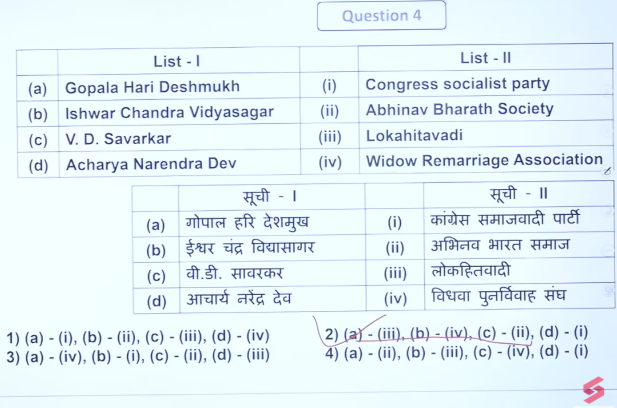 Question 4
List - I List - II
(a) Gopala Hari Deshmukh (i) Congress socialist party
(b) Ishwar Chandra Vidyasagar (ii) Abhinav Bharath Society
(c) V. D. Savarkar (iii) Lokahitavadi
(d) Acharya Narendra Dev (iv) Widow Remarriage Association
सूची - I सूची - II
(a) गोपाल हरि देशमुख (i) कांग्रेस समाजवादी पार्टी
(b) ईश्वर चंद्र विद्यासागर (ii) अभिनव भारत समाज
(c) वी.डी. सावरकर (iii) लोकहितवादी
(d) आचार्य नरेंद्र देव (iv) विधवा पुनर्विवाह संघ
1) (a) - (i), (b) - (ii), (c) - (iii), (d) - (iv) 2) (a) - (iii), (b) - (iv), (c) - (ii), (d) - (i)
3) (a) - (iv), (b) - (i), (c) - (ii), (d) - (iii) 4) (a) - (ii), (b) - (iii), (c) - (iv), (d) - (i)